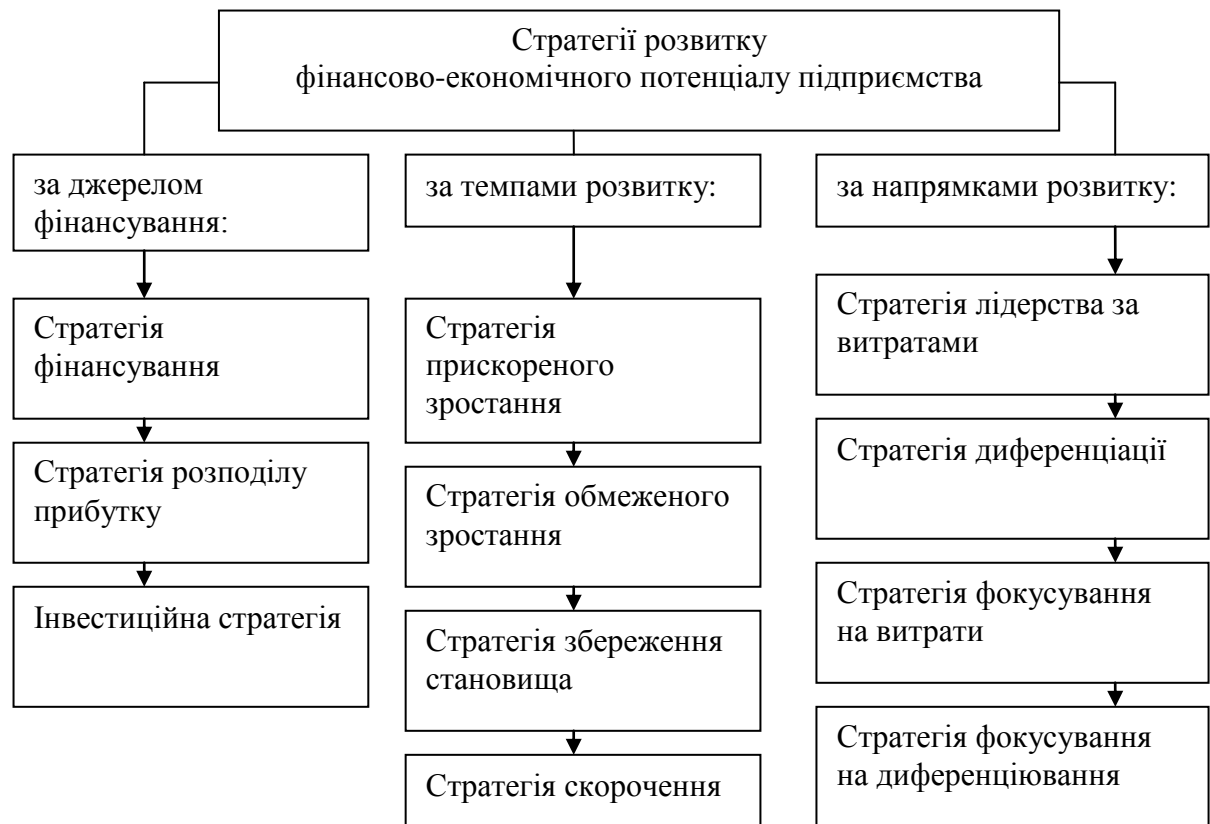 Стратегії розвитку
фінансово-економічного потенціалу підприємства
за джерелом
фінансування:
Стратегія
фінансування
Стратегія розподілу
прибутку
Інвестиційна стратегія
за темпами розвитку:
Стратегія
прискореного
зростання
Стратегія обмеженого
зростання
Стратегія збереження
становища
Стратегія скорочення
за напрямками розвитку:
Стратегія лідерства за
витратами
Стратегія диференціації
Стратегія фокусування
на витрати
Стратегія фокусування
на диференціювання